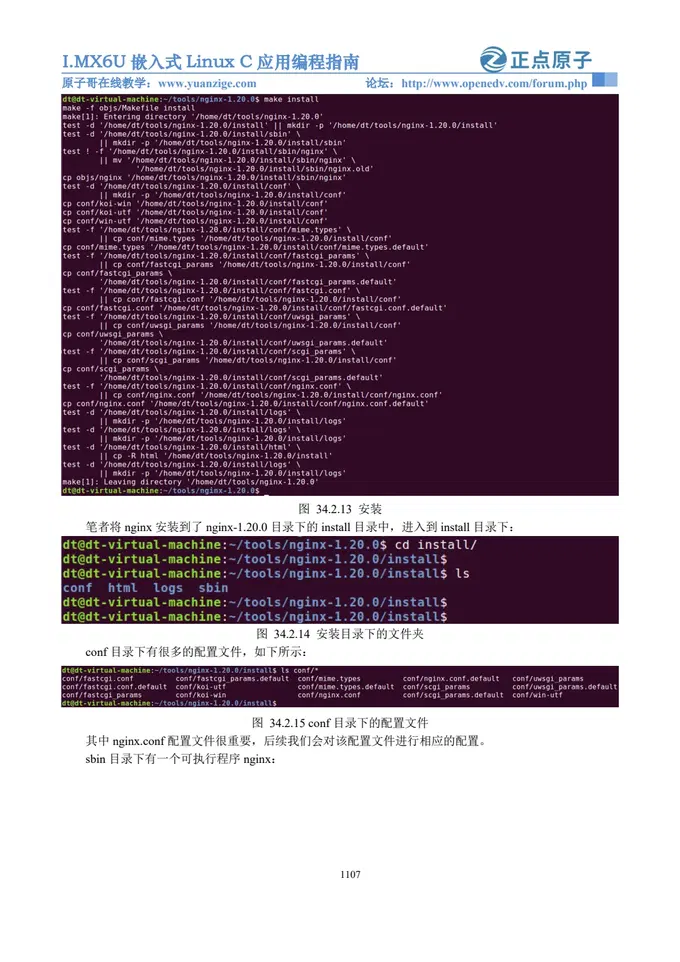 I.MX6U 嵌入式 Linux C 应用编程指南
正点原子
原子哥在线教学：www.yuanzige.com 论坛：http://www.openedv.com/forum.php
dt@dt-virtual-machine:~/tools/nginx-1.20.0$ make install
make -f objs/Makefile install
make[1]: Entering directory '/home/dt/tools/nginx-1.20.0'
test -d '/home/dt/tools/nginx-1.20.0/install' || mkdir -p '/home/dt/tools/nginx-1.20.0/install'
test -d '/home/dt/tools/nginx-1.20.0/install/sbin' \
|| mkdir -p '/home/dt/tools/nginx-1.20.0/install/sbin'
test ! -f '/home/dt/tools/nginx-1.20.0/install/sbin/nginx' \
|| mv '/home/dt/tools/nginx-1.20.0/install/sbin/nginx' \
'/home/dt/tools/nginx-1.20.0/install/sbin/nginx.old'
cp objs/nginx '/home/dt/tools/nginx-1.20.0/install/sbin/nginx'
test -d '/home/dt/tools/nginx-1.20.0/install/conf' \
|| mkdir -p '/home/dt/tools/nginx-1.20.0/install/conf'
cp conf/koi-win '/home/dt/tools/nginx-1.20.0/install/conf'
cp conf/koi-utf '/home/dt/tools/nginx-1.20.0/install/conf'
cp conf/win-utf '/home/dt/tools/nginx-1.20.0/install/conf'
test -f '/home/dt/tools/nginx-1.20.0/install/conf/mime.types' \
|| cp conf/mime.types '/home/dt/tools/nginx-1.20.0/install/conf'
cp conf/mime.types '/home/dt/tools/nginx-1.20.0/install/conf/mime.types.default'
test -f '/home/dt/tools/nginx-1.20.0/install/conf/fastcgi_params' \
|| cp conf/fastcgi_params '/home/dt/tools/nginx-1.20.0/install/conf'
cp conf/fastcgi_params \
'/home/dt/tools/nginx-1.20.0/install/conf/fastcgi_params.default'
test -f '/home/dt/tools/nginx-1.20.0/install/conf/fastcgi.conf' \
|| cp conf/fastcgi.conf '/home/dt/tools/nginx-1.20.0/install/conf'
cp conf/fastcgi.conf '/home/dt/tools/nginx-1.20.0/install/conf/fastcgi.conf.default'
test -f '/home/dt/tools/nginx-1.20.0/install/conf/uwsgi_params' \
|| cp conf/uwsgi_params '/home/dt/tools/nginx-1.20.0/install/conf'
cp conf/uwsgi_params \
'/home/dt/tools/nginx-1.20.0/install/conf/uwsgi_params.default'
test -f '/home/dt/tools/nginx-1.20.0/install/conf/scgi_params' \
|| cp conf/scgi_params '/home/dt/tools/nginx-1.20.0/install/conf'
cp conf/scgi_params \
'/home/dt/tools/nginx-1.20.0/install/conf/scgi_params.default'
test -f '/home/dt/tools/nginx-1.20.0/install/conf/nginx.conf' \
|| cp conf/nginx.conf '/home/dt/tools/nginx-1.20.0/install/conf/nginx.conf'
cp conf/nginx.conf '/home/dt/tools/nginx-1.20.0/install/conf/nginx.conf.default'
test -d '/home/dt/tools/nginx-1.20.0/install/logs' \
|| mkdir -p '/home/dt/tools/nginx-1.20.0/install/logs'
test -d '/home/dt/tools/nginx-1.20.0/install/logs' \
|| mkdir -p '/home/dt/tools/nginx-1.20.0/install/logs'
test -d '/home/dt/tools/nginx-1.20.0/install/html' \
|| cp -R html '/home/dt/tools/nginx-1.20.0/install'
test -d '/home/dt/tools/nginx-1.20.0/install/logs' \
|| mkdir -p '/home/dt/tools/nginx-1.20.0/install/logs'
make[1]: Leaving directory '/home/dt/tools/nginx-1.20.0'
dt@dt-virtual-machine:~/tools/nginx-1.20.0$
图 34.2.13 安装
笔者将 nginx 安装到了 nginx-1.20.0 目录下的 install 目录中，进入到 install 目录下：
dt@dt-virtual-machine:~/tools/nginx-1.20.0$ cd install/
dt@dt-virtual-machine:~/tools/nginx-1.20.0/install$
dt@dt-virtual-machine:~/tools/nginx-1.20.0/install$ ls
conf html logs sbin
dt@dt-virtual-machine:~/tools/nginx-1.20.0/install$
dt@dt-virtual-machine:~/tools/nginx-1.20.0/install$
图 34.2.14 安装目录下的文件夹
conf 目录下有很多的配置文件，如下所示：
dt@dt-virtual-machine:~/tools/nginx-1.20.0/install$ ls conf/*
conf/fastcgi.conf conf/fastcgi_params.default conf/mime.types conf/nginx.conf.default conf/uwsgi_params
conf/fastcgi.conf.default conf/koi-utf conf/mime.types.default conf/scgi_params conf/uwsgi_params.default
conf/fastcgi_params conf/koi-win conf/nginx.conf conf/scgi_params.default conf/win-utf
dt@dt-virtual-machine:~/tools/nginx-1.20.0/install$
图 34.2.15 conf 目录下的配置文件
其中 nginx.conf 配置文件很重要，后续我们会对该配置文件进行相应的配置。
sbin 目录下有一个可执行程序 nginx：
1107